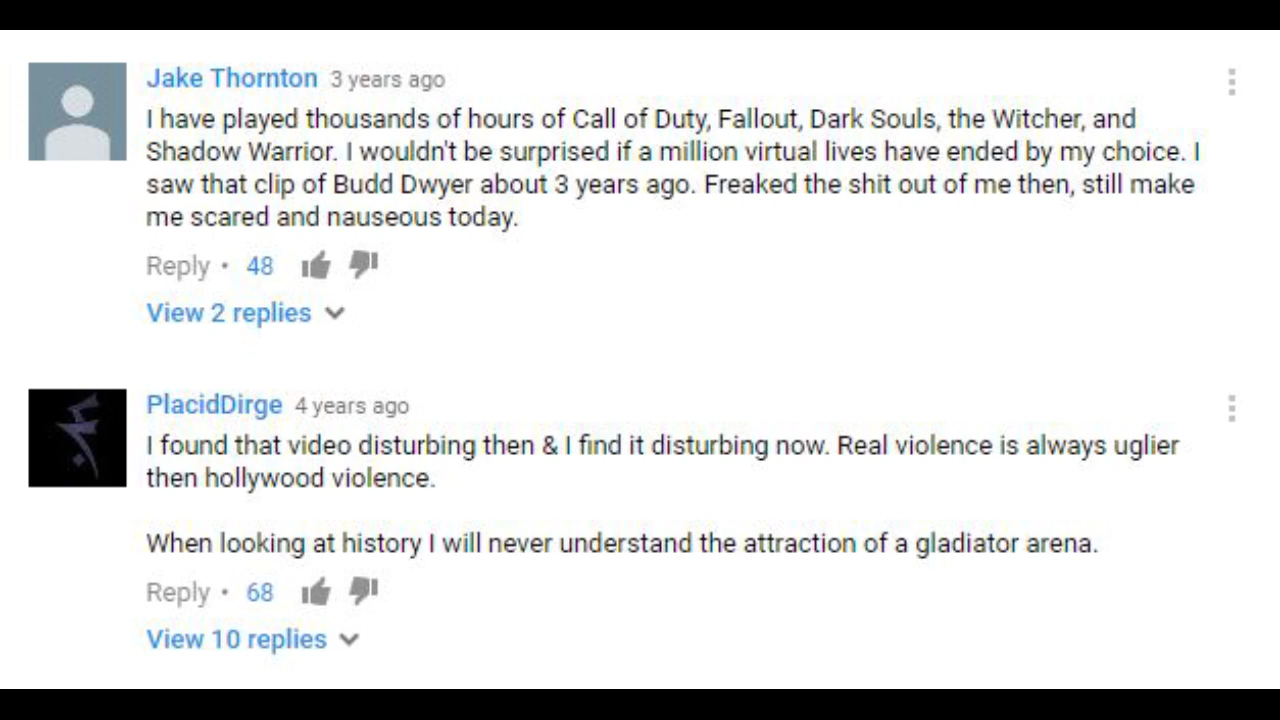 Jake Thornton 3 years ago
I have played thousands of hours of Call of Duty, Fallout, Dark Souls, the Witcher, and
Shadow Warrior. I wouldn't be surprised if a million virtual lives have ended by my choice. I
saw that clip of Budd Dwyer about 3 years ago. Freaked the shit out of me then, still make
me scared and nauseous today.
Reply • 48
View 2 replies
PlacidDirge 4 years ago
I found that video disturbing then & I find it disturbing now. Real violence is always uglier
then hollywood violence.
When looking at history I will never understand the attraction of a gladiator arena.
Reply • 68
View 10 replies